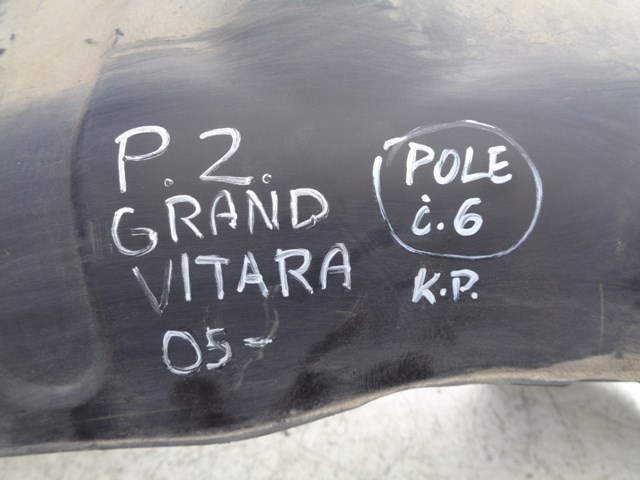 P. 2.
GRAND
VITARA
05-
POLE
č.6
K.P.